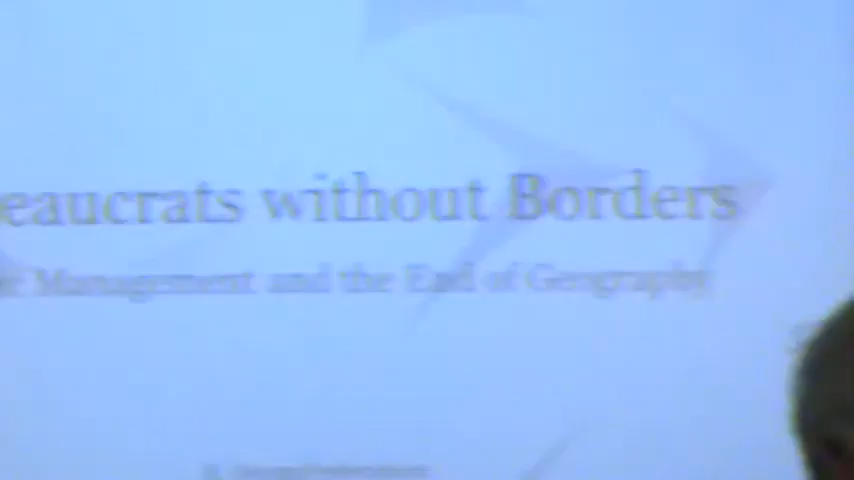 eaucrats without Borders
Management and the End of Geography